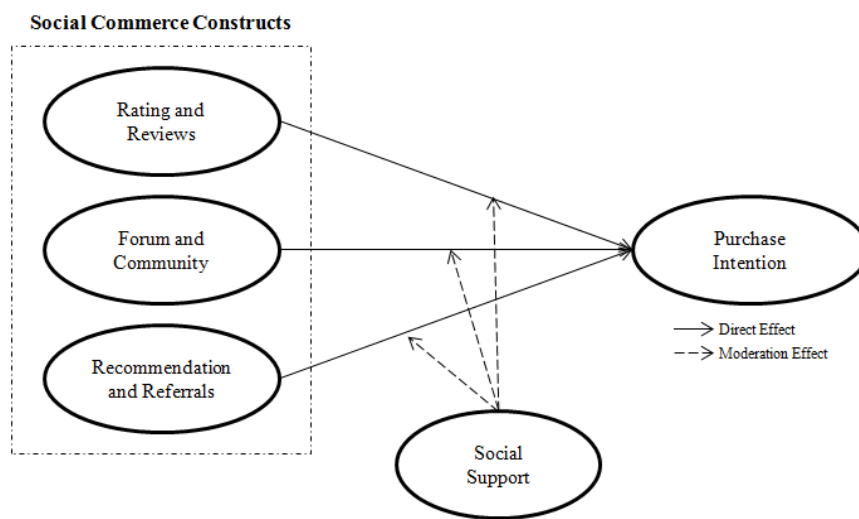 Social Commerce Constructs
Rating and
Reviews
Forum and
Community
Purchase
Intention
Direct Effect
Moderation Effect
Recommendation
and Referrals
Social
Support